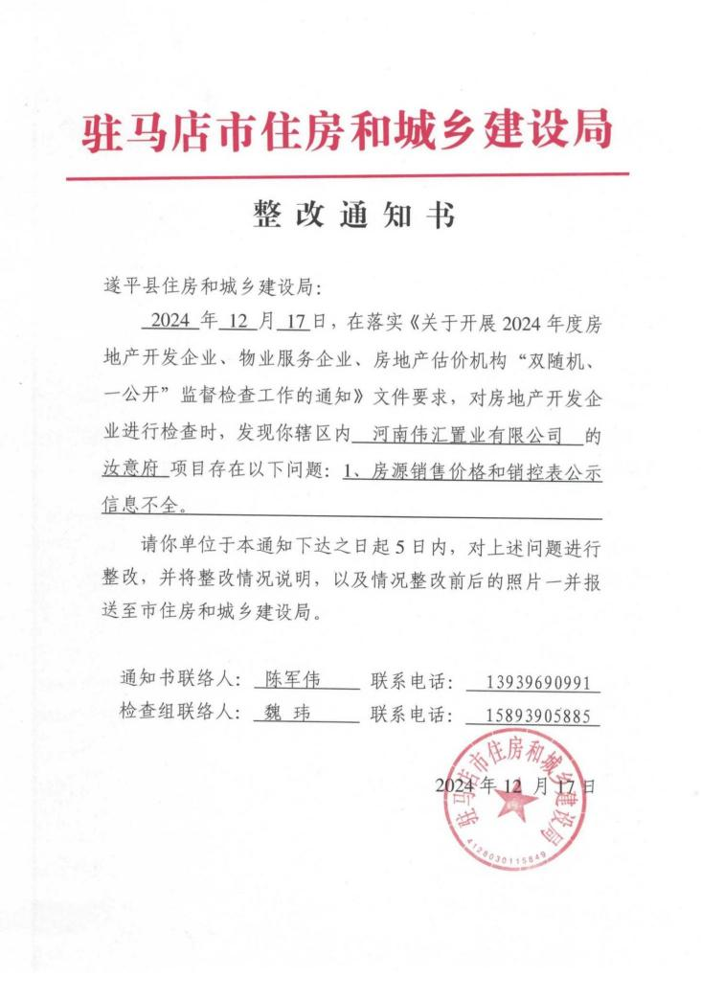 驻马店市住房和城乡建设局
整改通知书
遂平县住房和城乡建设局：
2024 年 12 月 17 日，在落实《关于开展 2024 年度房
地产开发企业、物业服务企业、房地产估价机构“双随机、
一公开”监督检查工作的通知》文件要求，对房地产开发企
业进行检查时，发现你辖区内 河南伟汇置业有限公司 的
汝意府 项目存在以下问题：1、房源销售价格和销控表公示
信息不全。
请你单位于本通知下达之日起 5 日内，对上述问题进行
整改，并将整改情况说明，以及情况整改前后的照片一并报
送至市住房和城乡建设局。
通知书联络人： 陈军伟 联系电话： 13939690991
检查组联络人： 魏 玮 联系电话： 15893905885
2024 年 12 月 17 日
驻马店市住房和城乡建设局
4128030115849